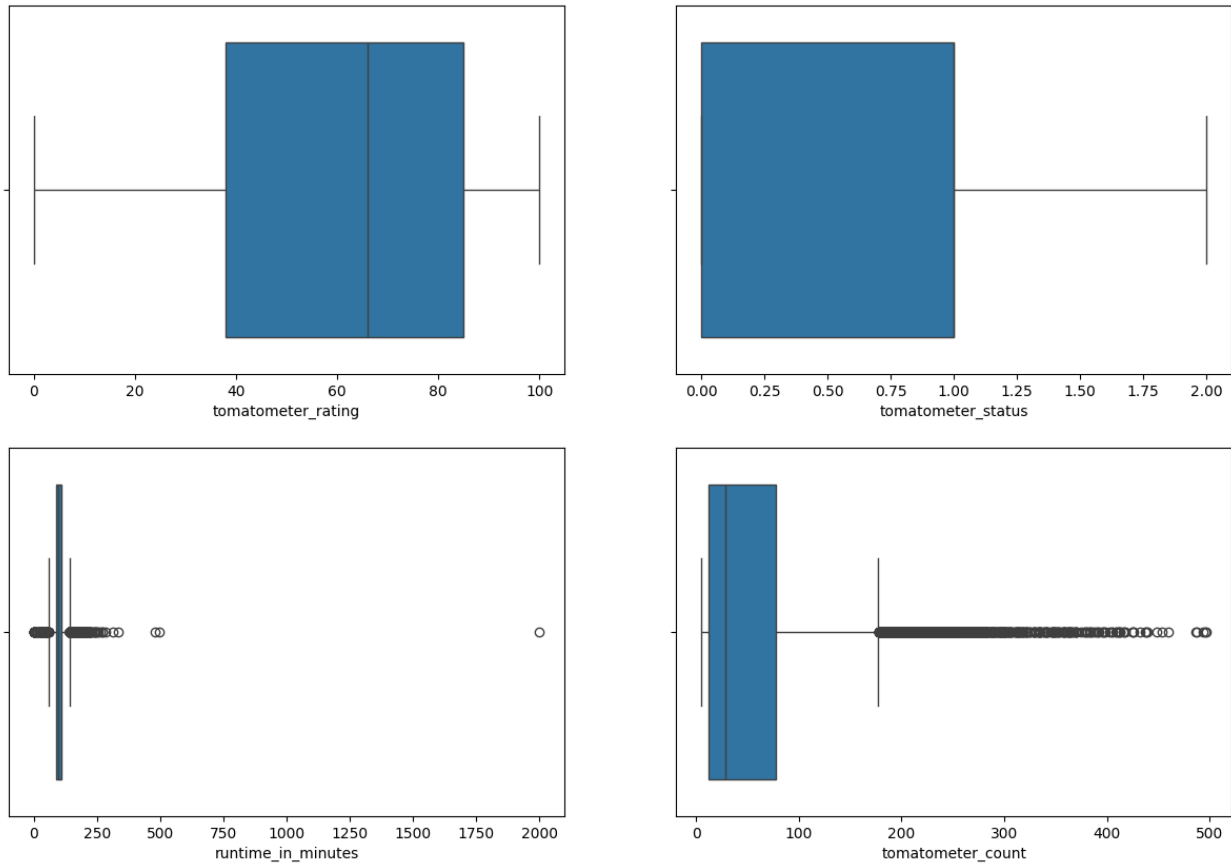 0 20 40 60 80 100
tomatometer_rating
0.00 0.25 0.50 0.75 1.00 1.25 1.50 1.75 2.00
tomatometer_status
0 250 500 750 1000 1250 1500 1750 2000
runtime_in_minutes
0 100 200 300 400 500
tomatometer_count